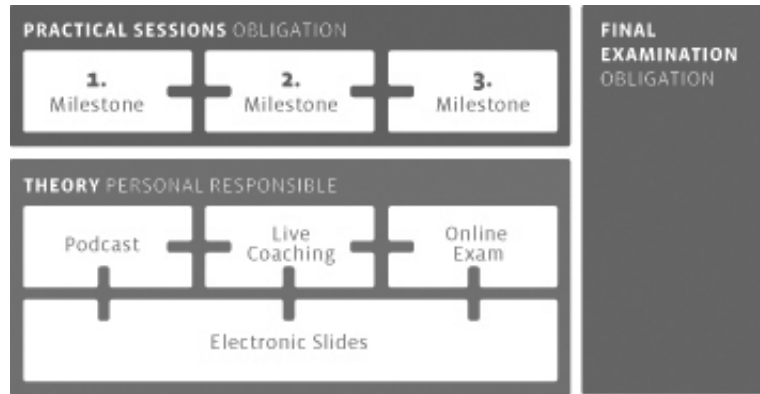 PRACTICAL SESSIONS OBLIGATION
1.
Milestone
2.
Milestone
3.
Milestone
THEORY PERSONAL RESPONSIBLE
Podcast
Live
Coaching
Online
Exam
Electronic Slides
FINAL
EXAMINATION
OBLIGATION